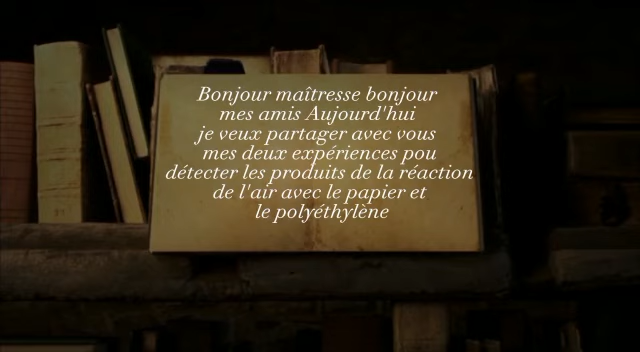 Bonjour maîtresse bonjour
mes amis Aujourd'hui
je veux partager avec vous
mes deux expériences pou
détecter les produits de la réaction
de l'air avec le papier et
le polyéthylène